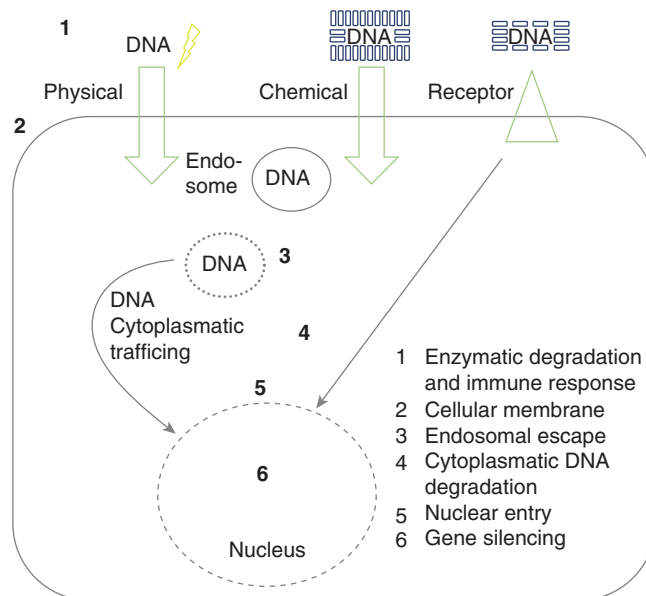 1
DNA
DNA
DNA
Physical
Chemical
Receptor
2
Endo-
some
DNA
DNA
3
DNA
Cytoplasmatic
trafficing
4
5
6
Nucleus
1 Enzymatic degradation
and immune response
2 Cellular membrane
3 Endosomal escape
4 Cytoplasmatic DNA
degradation
5 Nuclear entry
6 Gene silencing